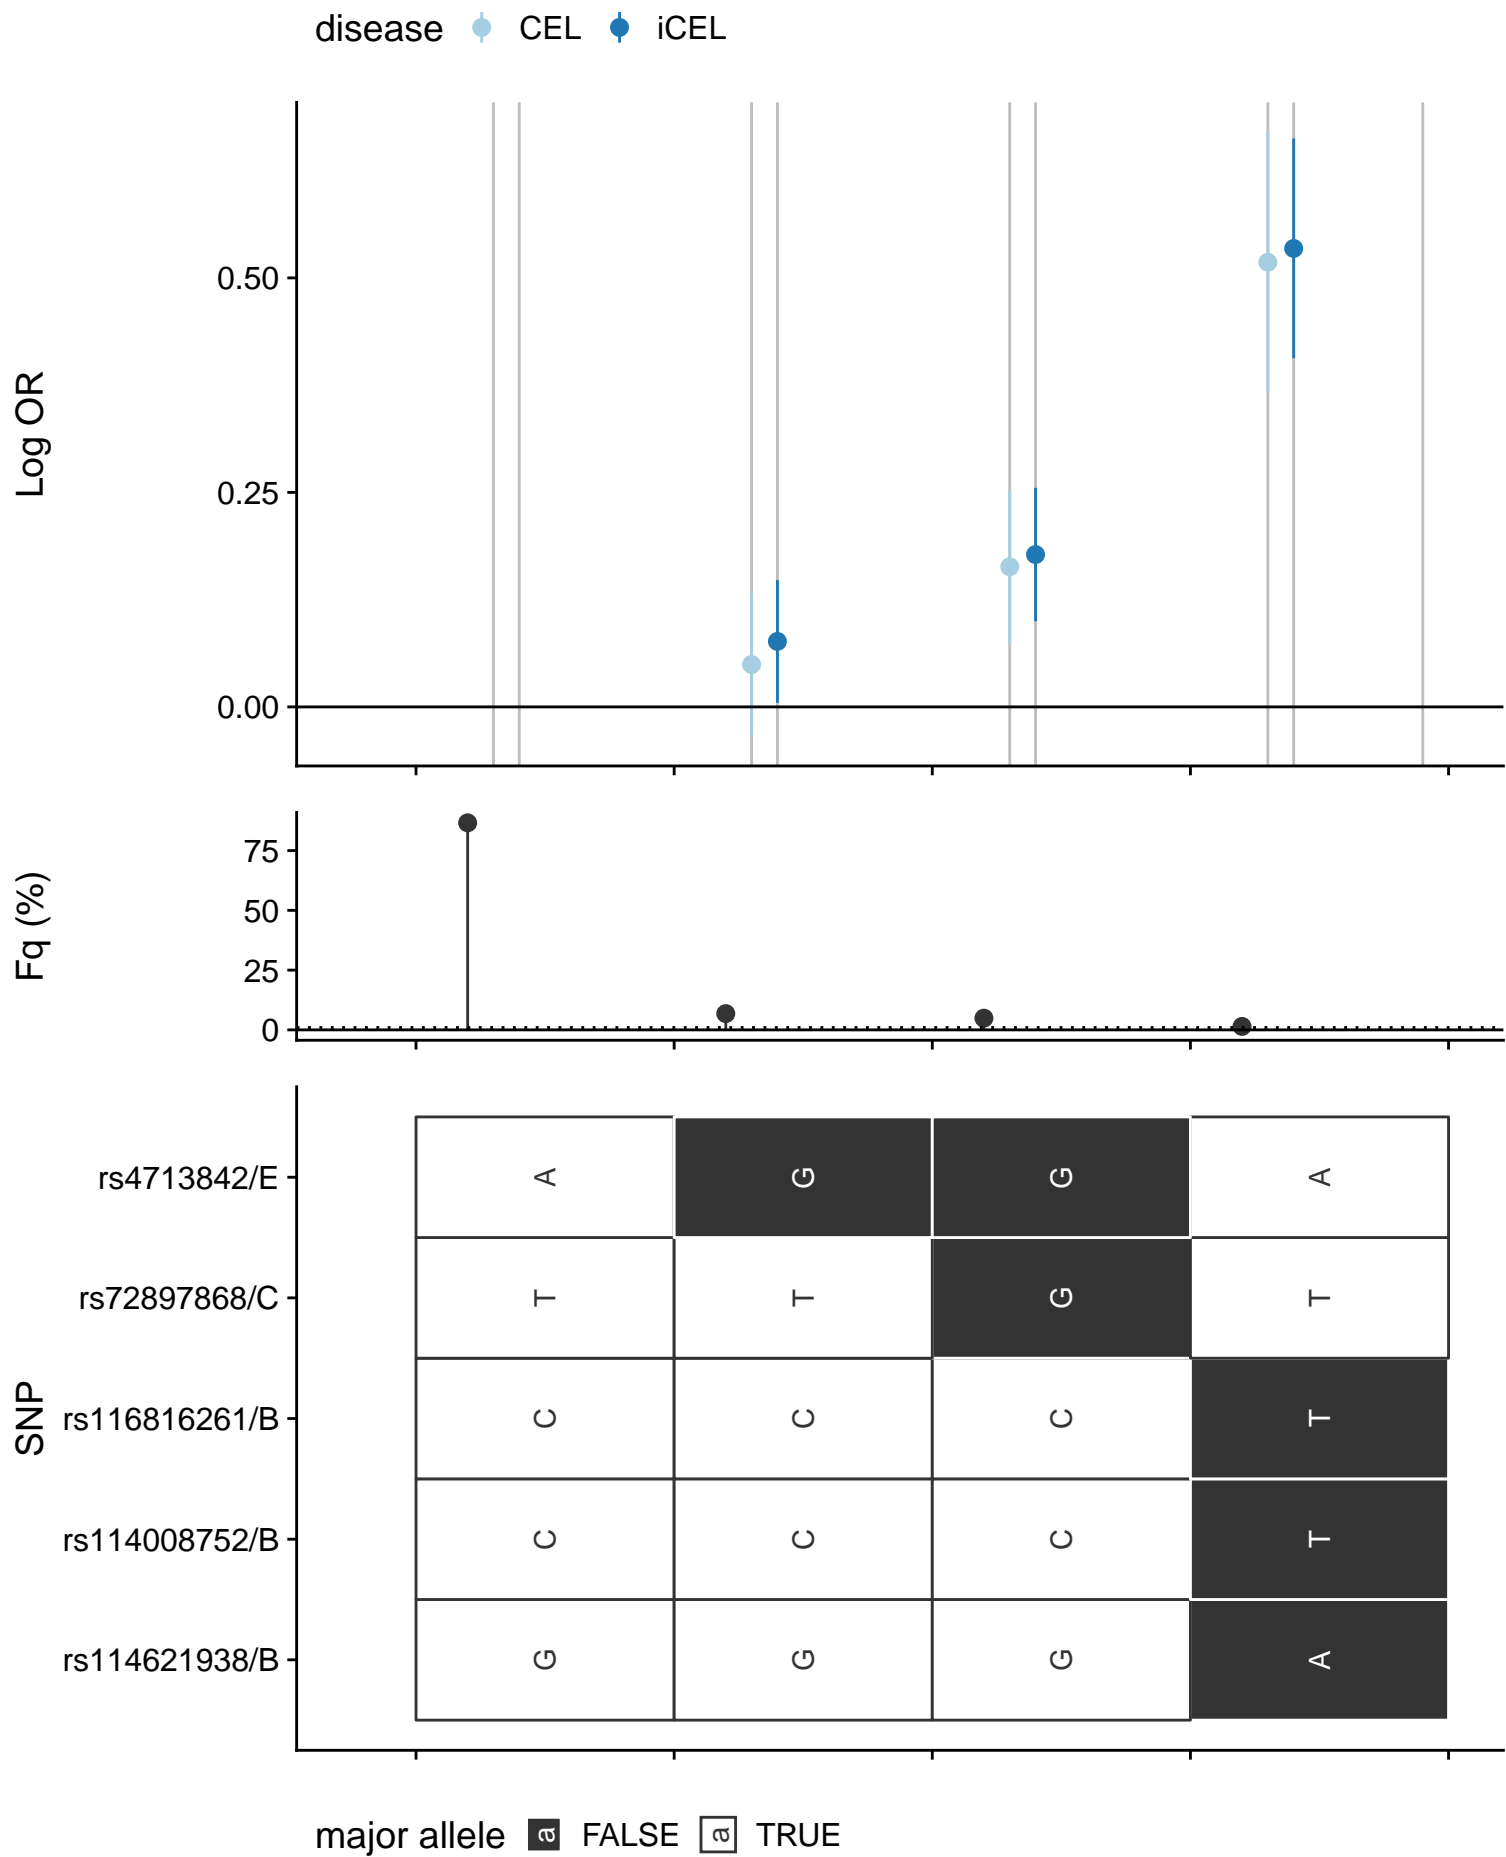 disease CEL iCEL
Log OR
0.50
0.25
0.00
Fq (%)
75
50
25
0
SNP
rs4713842/E A G G A
rs72897868/C T T G T
rs116816261/B C C C T
rs114008752/B C C C T
rs114621938/B G G G A
major allele a FALSE a TRUE